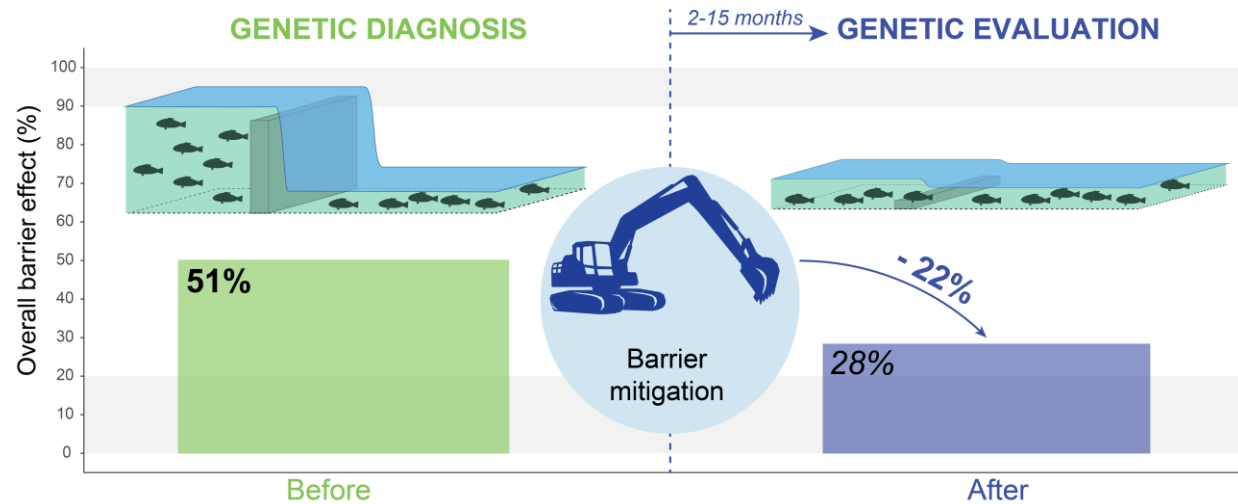 GENETIC DIAGNOSIS
2-15 months
GENETIC EVALUATION
Overall barrier effect (%)
100
90
80
70
60
50
40
30
20
10
0
51%
Barrier
mitigation
- 22%
28%
Before
After